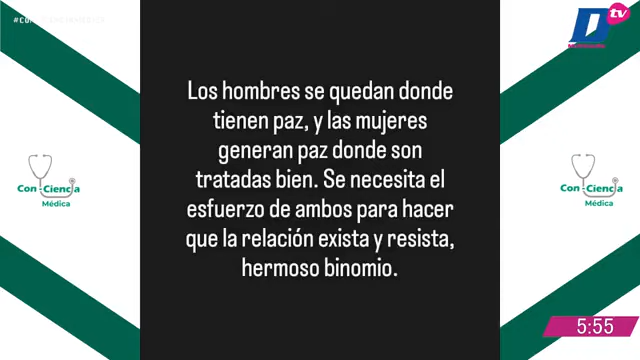 tv
Los hombres se quedan donde
tienen paz, y las mujeres
generan paz donde son
tratadas bien. Se necesita el
esfuerzo de ambos para hacer
que la relación exista y resista,
hermoso binomio.
Con-Ciencia
Médica
Con-Ciencia
Médica
5:55